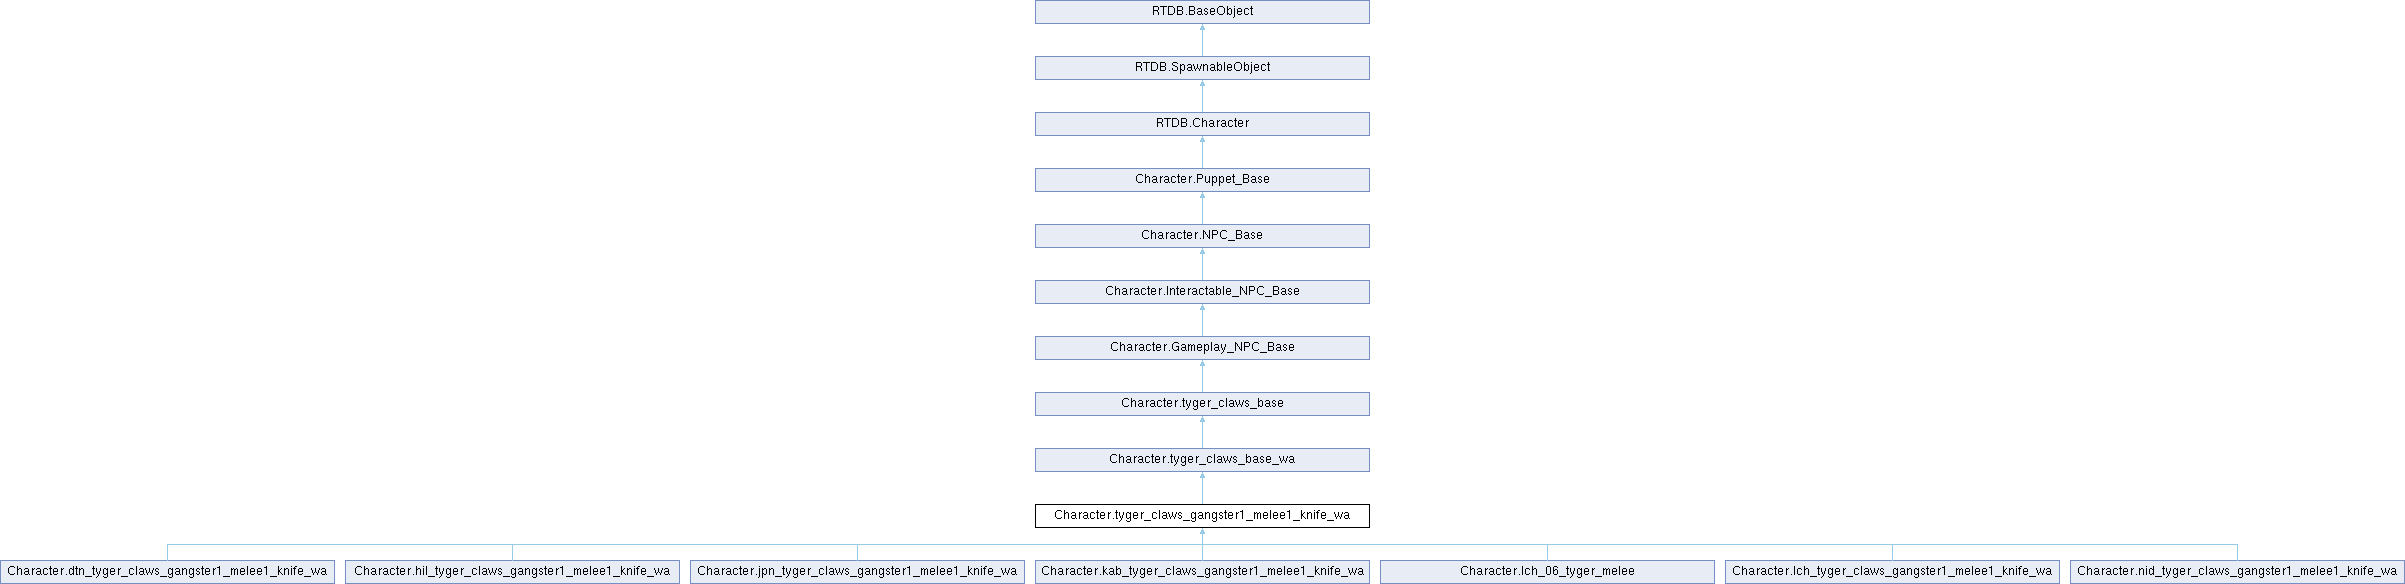 RTDB.BaseObject
RTDB.SpawnableObject
RTDB.Character
Character.Puppet_Base
Character.NPC_Base
Character.Interactable_NPC_Base
Character.Gameplay_NPC_Base
Character.tyger_claws_base
Character.tyger_claws_base_wa
Character.tyger_claws_gangster1_melee1_knife_wa
Character.dtn_tyger_claws_gangster1_melee1_knife_wa
Character.hil_tyger_claws_gangster1_melee1_knife_wa
Character.jpn_tyger_claws_gangster1_melee1_knife_wa
Character.kab_tyger_claws_gangster1_melee1_knife_wa
Character.lch_06_tyger_melee
Character.lch_tyger_claws_gangster1_melee1_knife_wa
Character.nid_tyger_claws_gangster1_melee1_knife_wa